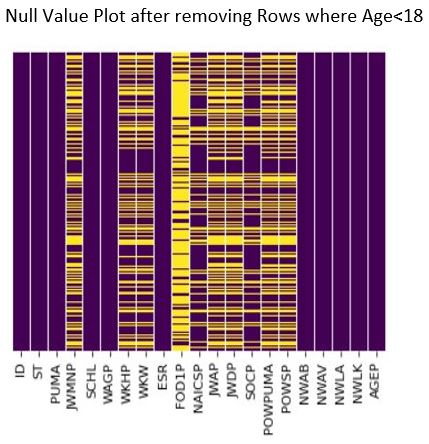 Null Value Plot after removing Rows where Age<18
ID
ST
PUMA
JWMNP
SCHL
WAGP
WKHP
WKW
ESR
FOD1P
NAICSP
JWAP
JWDP
SOCP
POWPUMA
POWSP
NWAB
NWAV
NWLA
NWLK
AGEP